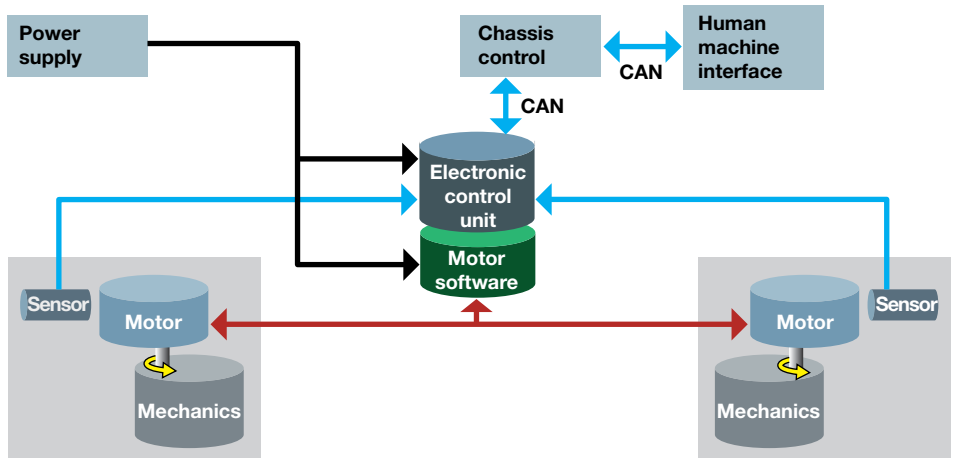 Power
supply
Chassis
control
Human
machine
interface
CAN
CAN
Electronic
control
unit
Motor
software
Sensor
Motor
Mechanics
Motor
Sensor
Mechanics